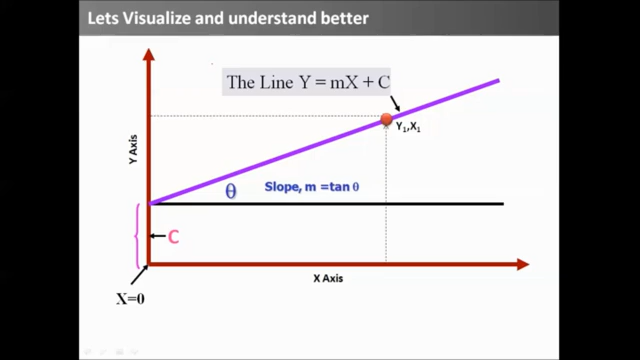 Lets Visualize and understand better
The Line Y = mX + C
Y₁,X₁
Y Axis
θ
Slope, m =tan θ
C
X Axis
X=0